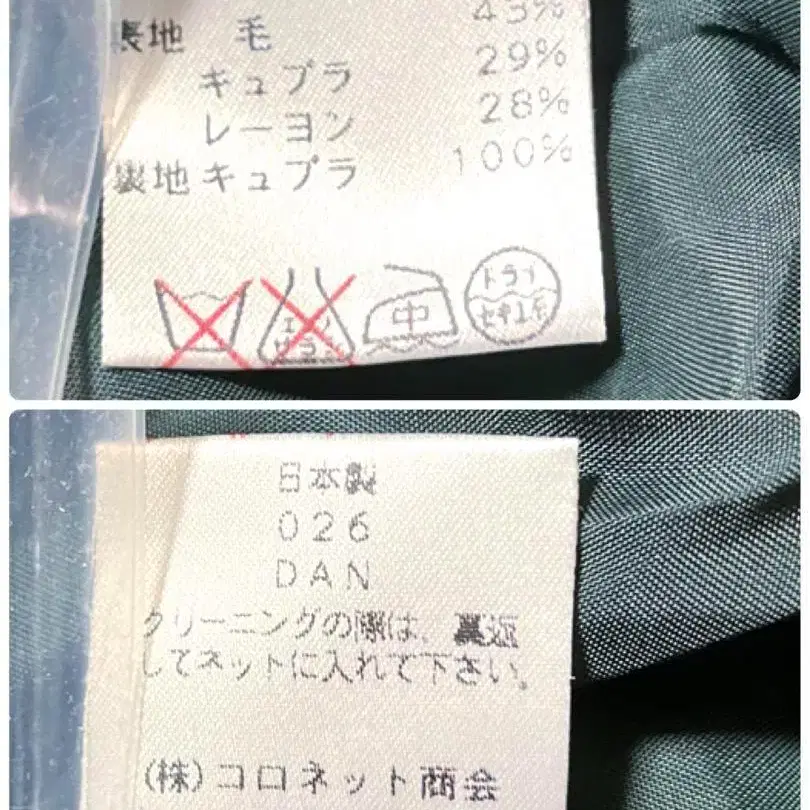 表地 毛 43%
キュプラ 29%
レーヨン 28%
裏地 キュプラ 100%
エンソ サラシ
中
ドライ
セキユ系
日本製
026
DAN
クリーニングの際は、裏返
してネットに入れて下さい。
(株)コロネット商会